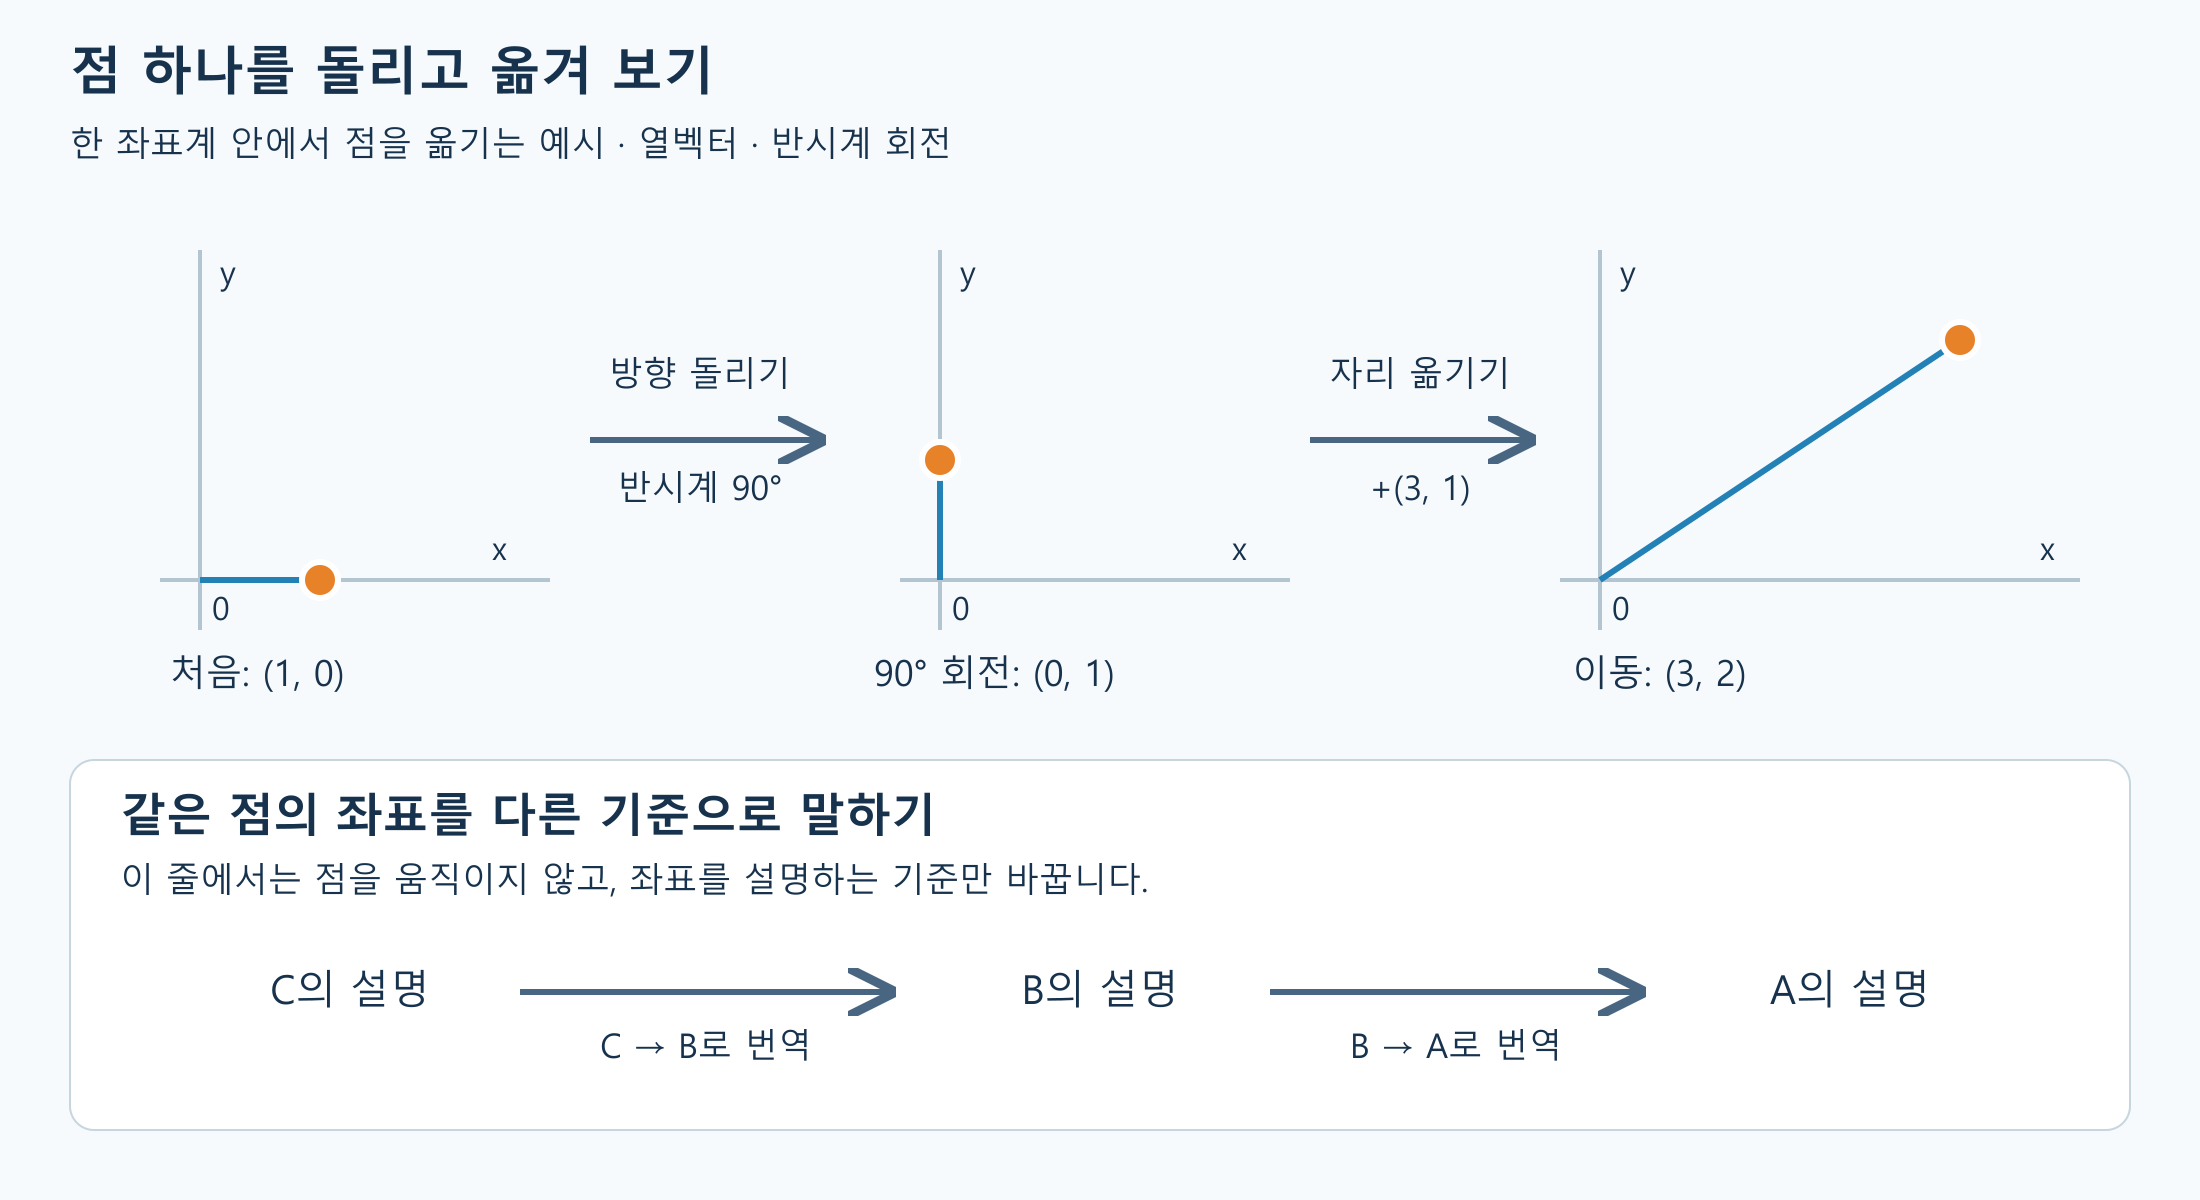 점 하나를 돌리고 옮겨 보기
한 좌표계 안에서 점을 옮기는 예시 · 열벡터 · 반시계 회전
y
x
0
처음: (1, 0)
방향 돌리기
반시계 90°
y
x
0
90° 회전: (0, 1)
자리 옮기기
+(3, 1)
y
x
0
이동: (3, 2)
같은 점의 좌표를 다른 기준으로 말하기
이 줄에서는 점을 움직이지 않고, 좌표를 설명하는 기준만 바꿉니다.
C의 설명
C → B로 번역
B의 설명
B → A로 번역
A의 설명